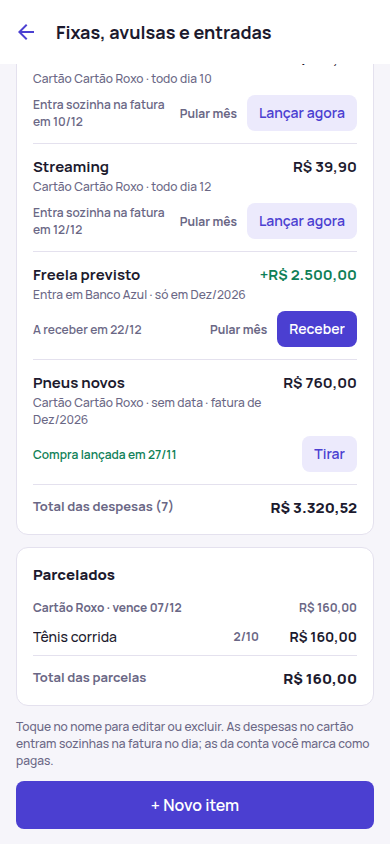 Fixas, avulsas e entradas
Cartão Cartão Roxo · todo dia 10
Entra sozinha na fatura
em 10/12
Pular mês
Lançar agora
Streaming
R$ 39,90
Cartão Cartão Roxo · todo dia 12
Entra sozinha na fatura
em 12/12
Pular mês
Lançar agora
Freela previsto
+R$ 2.500,00
Entra em Banco Azul · só em Dez/2026
A receber em 22/12
Pular mês
Receber
Pneus novos
R$ 760,00
Cartão Cartão Roxo · sem data · fatura de
Dez/2026
Compra lançada em 27/11
Tirar
Total das despesas (7)
R$ 3.320,52
Parcelados
Cartão Roxo · vence 07/12
R$ 160,00
Tênis corrida
2/10
R$ 160,00
Total das parcelas
R$ 160,00
Toque no nome para editar ou excluir. As despesas no cartão
entram sozinhas na fatura no dia; as da conta você marca como
pagas.
+ Novo item